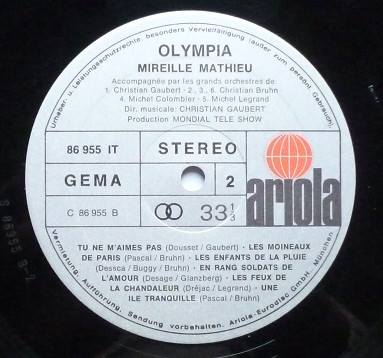 Urheber- u. Leistungsschutzrechte, besonders Vervielfältigung (außer zum pers. Gebrauch).
OLYMPIA
MIREILLE MATHIEU
Accompagnée par les grands orchestres de:
1. Christian Gaubert · 2., 3., 6. Christian Bruhn
4. Michel Colombier · 5. Michel Legrand
Dir. musicale: CHRISTIAN GAUBERT
Production MONDIAL TELE SHOW
86 955 IT
STEREO
GEMA
2
ariola
C 86 955 B
33 1/3
TU NE M'AIMES PAS (Dousset / Gaubert) · LES MOINEAUX
DE PARIS (Pascal / Bruhn) · LES ENFANTS DE LA PLUIE
(Dessca / Buggy / Bruhn) · EN RANG SOLDATS DE
L'AMOUR (Desage / Glanzberg) · LES FEUX DE
LA CHANDALEUR (Dréjac / Legrand) · UNE
ILE TRANQUILLE (Pascal / Bruhn)
Vermietung, Aufführung, Sendung vorbehalten. Ariola-Eurodisc GmbH München
S 86955 B-2